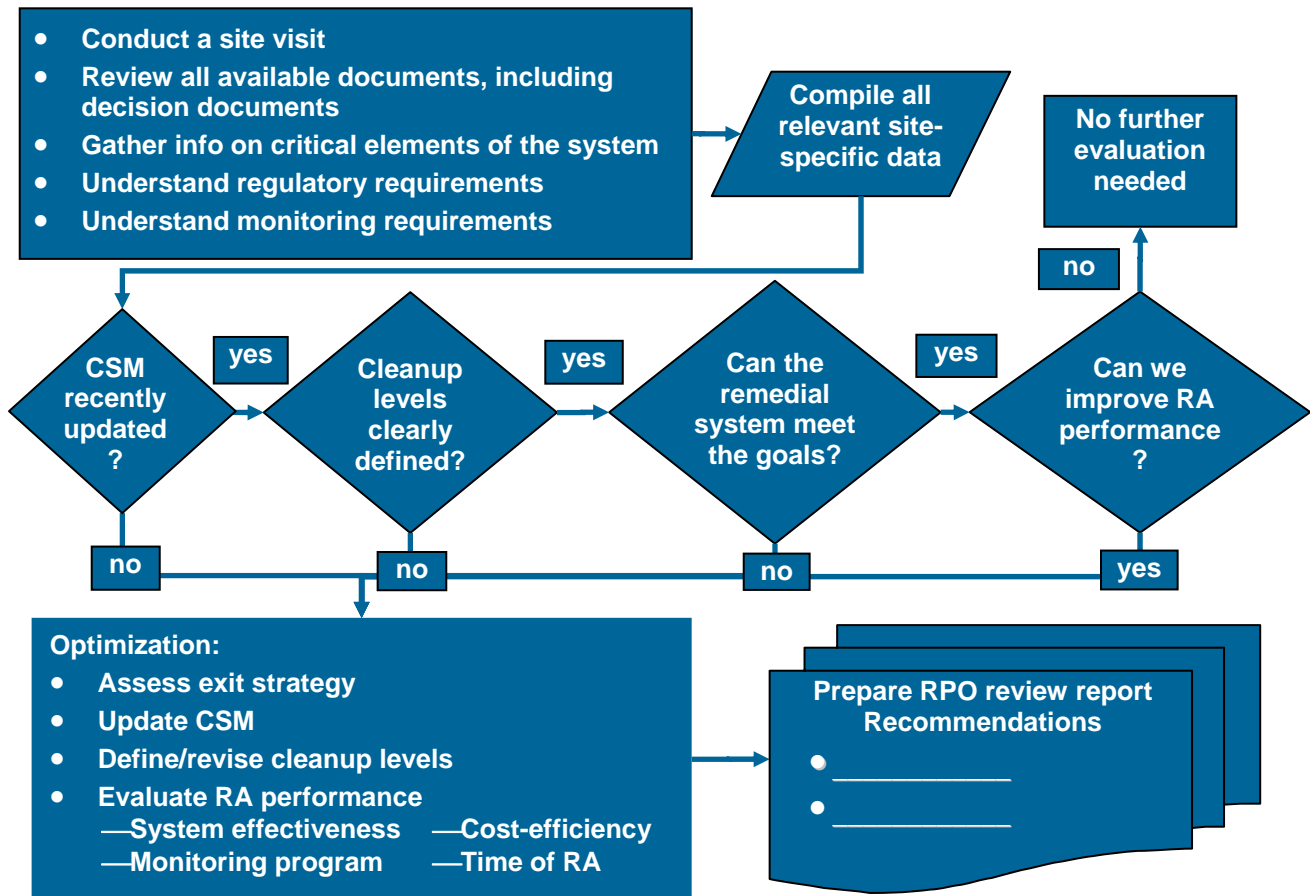 • Conduct a site visit
• Review all available documents, including
decision documents
• Gather info on critical elements of the system
• Understand regulatory requirements
• Understand monitoring requirements
Compile all
relevant site-
specific data
No further
evaluation
needed
no
CSM
recently
updated
?
yes
Cleanup
levels
clearly
defined?
yes
Can the
remedial
system meet
the goals?
yes
Can we
improve RA
performance
?
no
no
no
yes
Optimization:
• Assess exit strategy
• Update CSM
• Define/revise cleanup levels
• Evaluate RA performance
—System effectiveness —Cost-efficiency
—Monitoring program —Time of RA
Prepare RPO review report
Recommendations
• ______________
• ______________